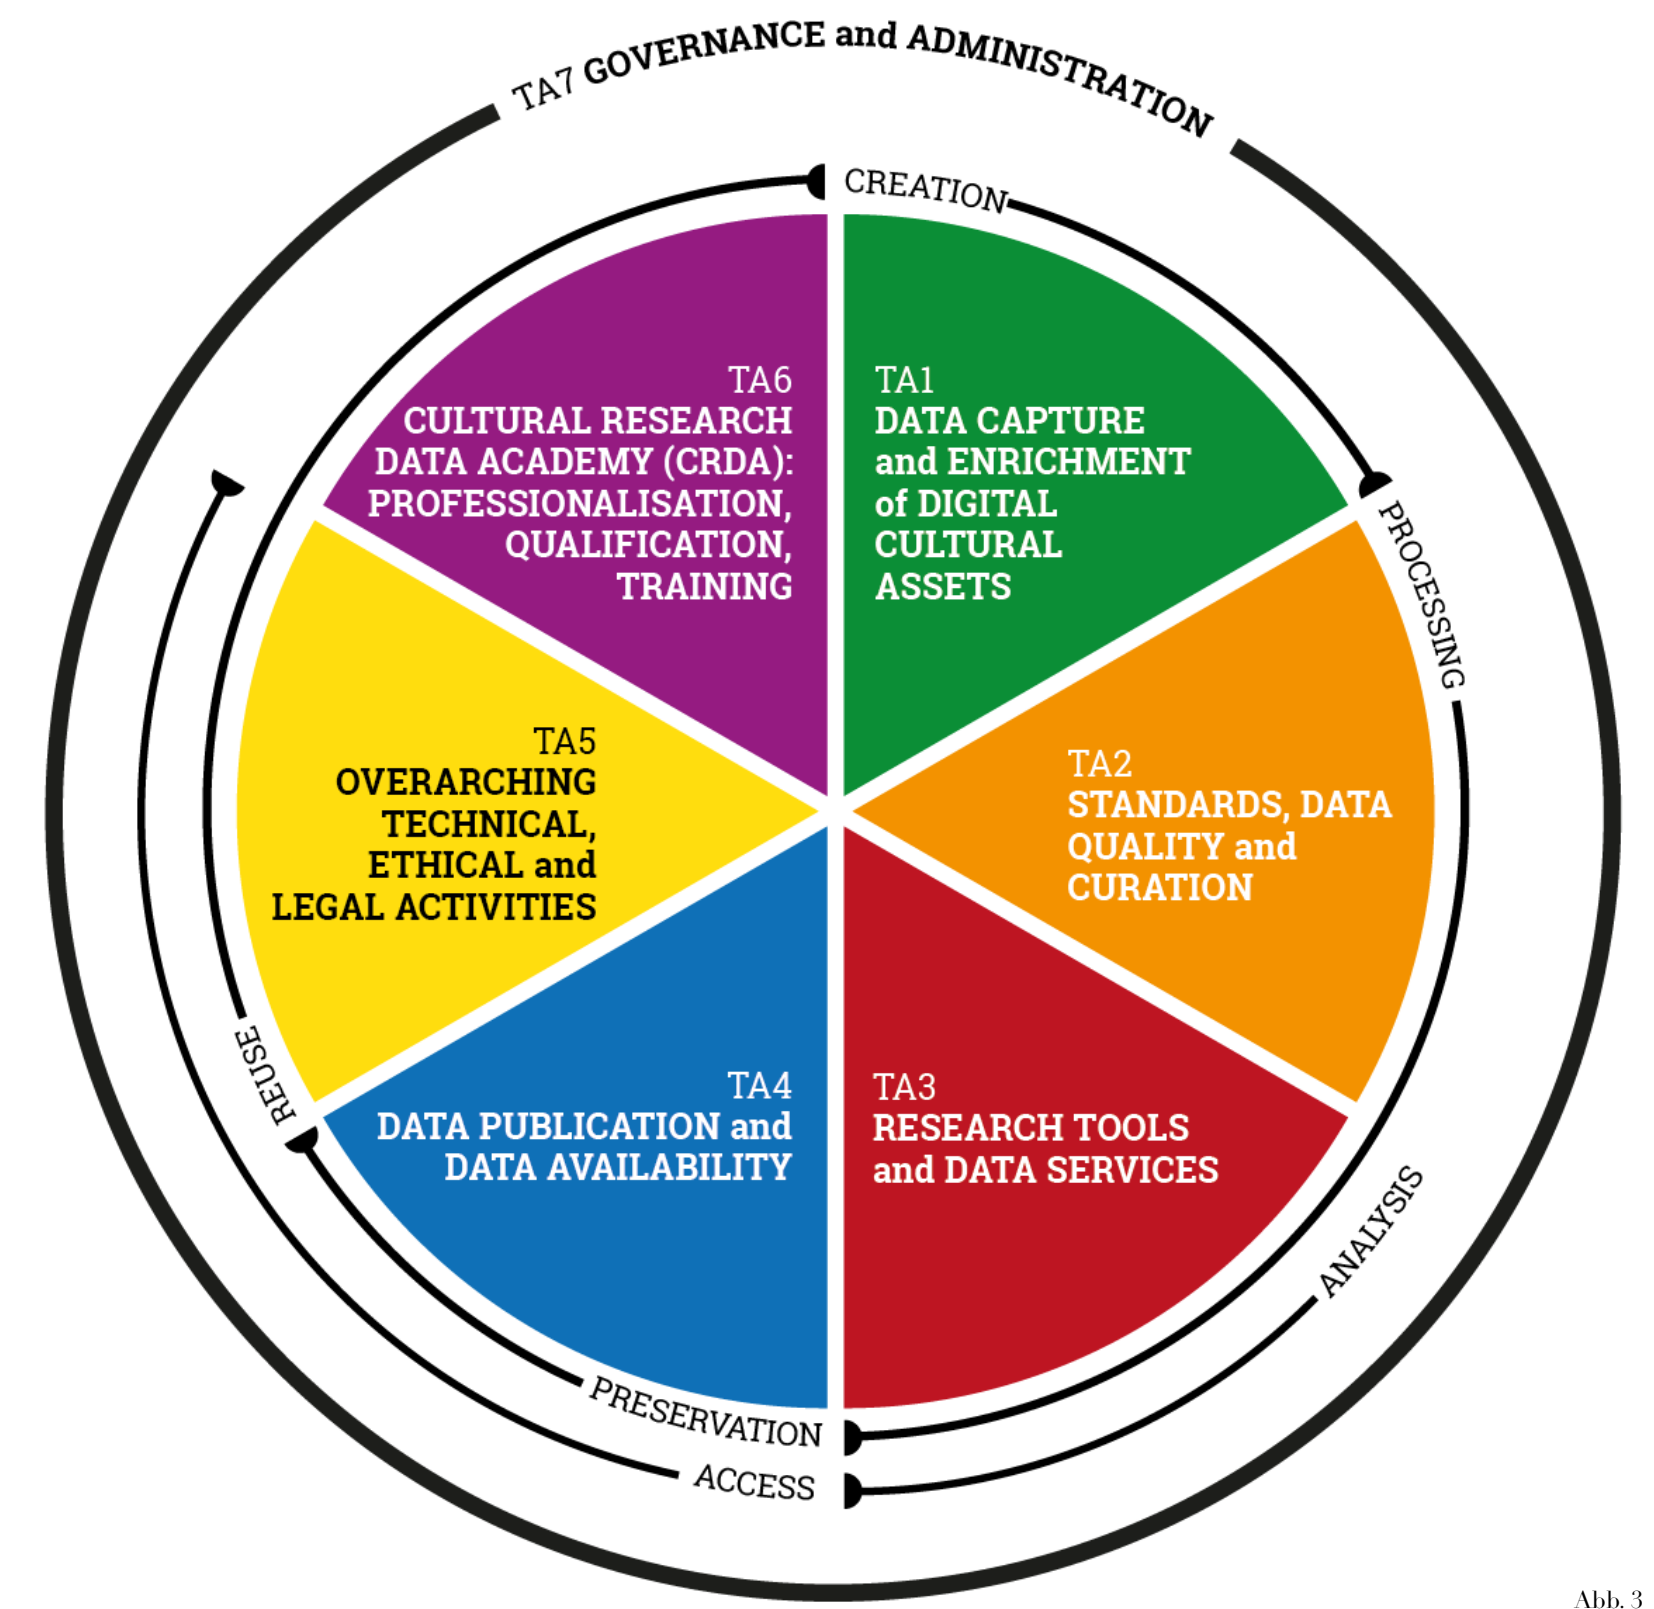 TA7 GOVERNANCE and ADMINISTRATION
CREATION
TA6
CULTURAL RESEARCH
DATA ACADEMY (CRDA):
PROFESSIONALISATION,
QUALIFICATION,
TRAINING
TA1
DATA CAPTURE
and ENRICHMENT
of DIGITAL
CULTURAL
ASSETS
PROCESSING
TA5
OVERARCHING
TECHNICAL,
ETHICAL and
LEGAL ACTIVITIES
TA2
STANDARDS, DATA
QUALITY and
CURATION
REUSE
TA4
DATA PUBLICATION and
DATA AVAILABILITY
TA3
RESEARCH TOOLS
and DATA SERVICES
ANALYSIS
PRESERVATION
ACCESS
Abb. 3